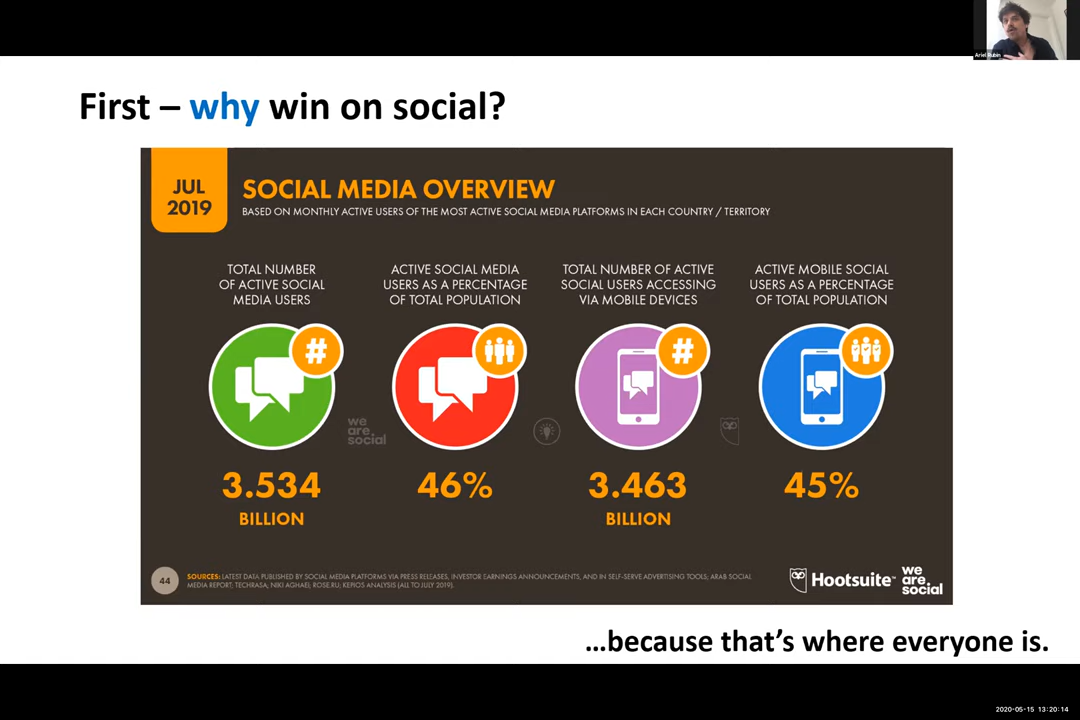 Ariel Rubin
First – why win on social?
JUL
2019
SOCIAL MEDIA OVERVIEW
BASED ON MONTHLY ACTIVE USERS OF THE MOST ACTIVE SOCIAL MEDIA PLATFORMS IN EACH COUNTRY / TERRITORY
TOTAL NUMBER
OF ACTIVE SOCIAL
MEDIA USERS
#
3.534
BILLION
ACTIVE SOCIAL MEDIA
USERS AS A PERCENTAGE
OF TOTAL POPULATION
46%
TOTAL NUMBER OF ACTIVE
SOCIAL USERS ACCESSING
VIA MOBILE DEVICES
#
3.463
BILLION
ACTIVE MOBILE SOCIAL
USERS AS A PERCENTAGE
OF TOTAL POPULATION
45%
we
are
social
44
SOURCES: LATEST DATA PUBLISHED BY SOCIAL MEDIA PLATFORMS VIA PRESS RELEASES, INVESTOR EARNINGS ANNOUNCEMENTS, AND IN SELF-SERVE ADVERTISING TOOLS; ARAB SOCIAL
MEDIA REPORT; TECHRASA; NIKI AGHAEI; ROSE.RU; KEPIOS ANALYSIS (ALL TO JULY 2019).
Hootsuite™
we
are
social
...because that's where everyone is.
2020-05-15 13:20:14